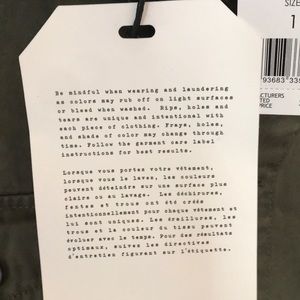 SIZE
1
93683 335
CTURERS
TED
PRICE
Be mindful when wearing and laundering
as colors may rub off on light surfaces
or bleed when washed. Rips, holes and
tears are unique and intentional with
each piece of clothing. Frays, holes,
and shade of color may change through
time. Follow the garment care label
instructions for best results.
Lorsque vous portez votre vêtement,
lorsque vous le lavez, les couleurs
peuvent déteindre sur une surface plus
claire ou au lavage. Les déchirures,
fentes et trous ont été créés
intentionnellement pour chaque vêtement et
lui sont uniques. Les éraillures, les
trous et la couleur du tissu peuvent
évoluer avec le temps. Pour des résultats
optimaux, suivez les directives
d'entretien figurant sur l'étiquette.